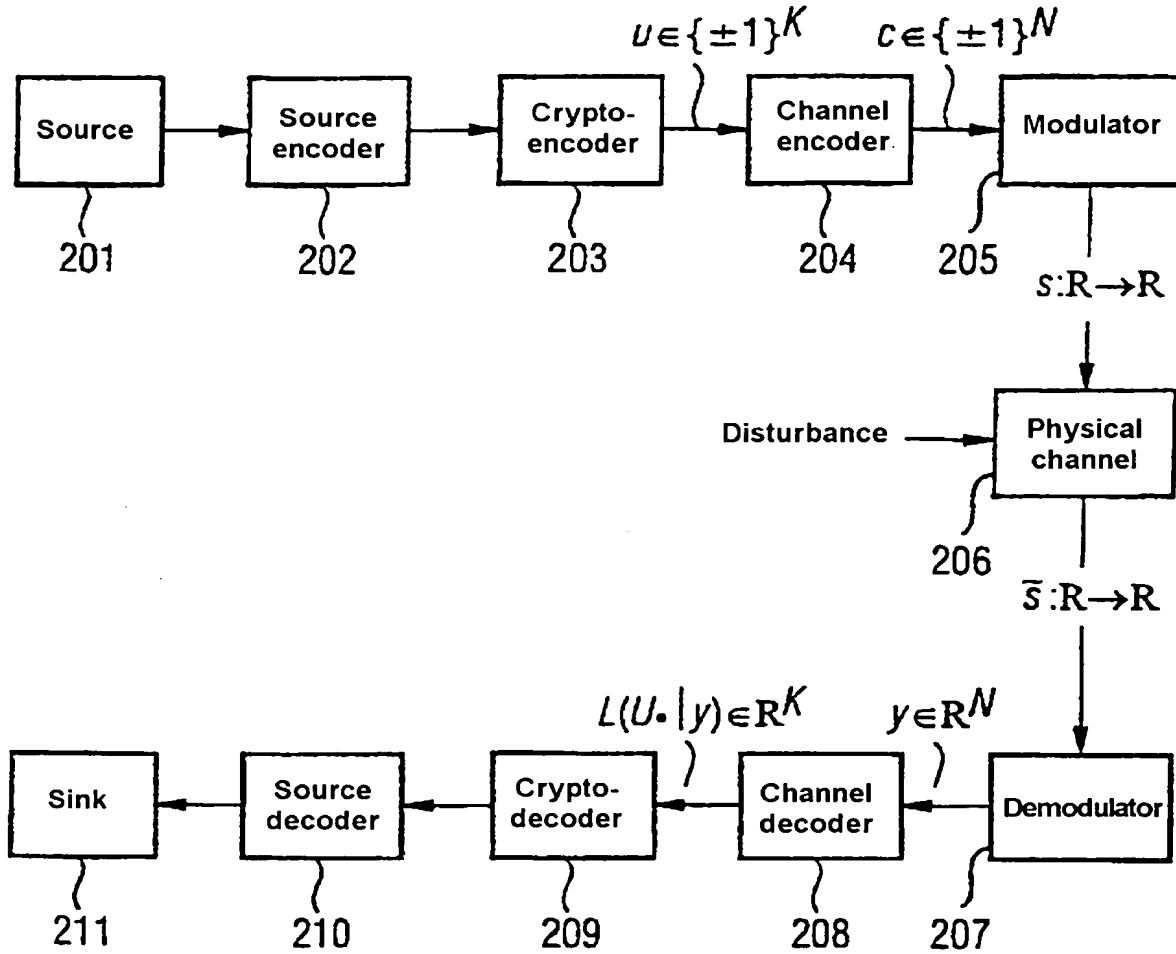 u∈{±1}^K
c∈{±1}^N
Source
Source
encoder
Crypto-
encoder
Channel
encoder
Modulator
201
202
203
204
205
s:ℝ→ℝ
Disturbance
Physical
channel
206
s̄:ℝ→ℝ
L(U•|y)∈ℝ^K
y∈ℝ^N
Sink
Source
decoder
Crypto-
decoder
Channel
decoder
Demodulator
211
210
209
208
207